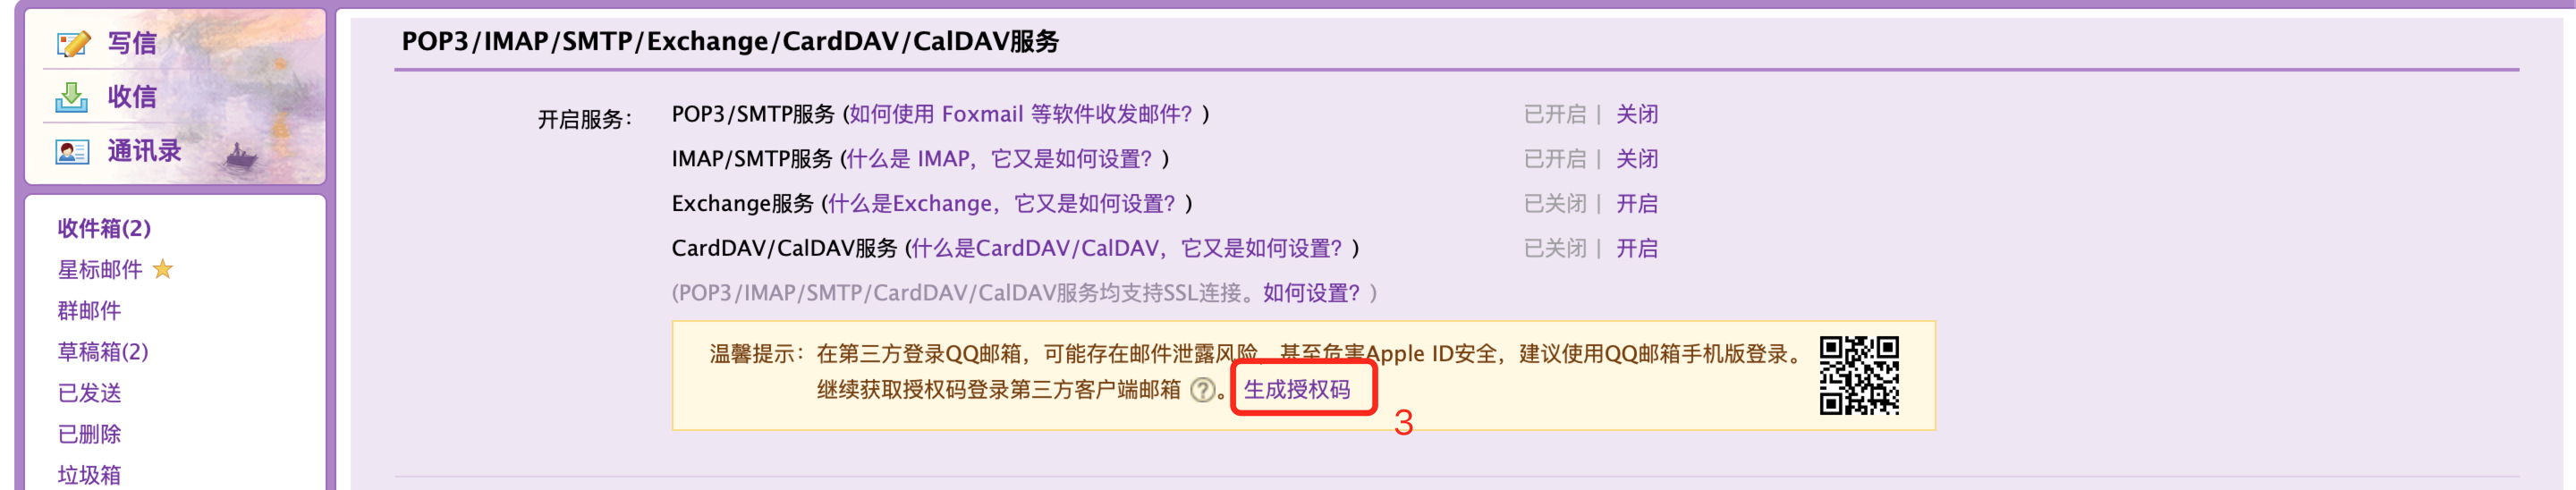 写信
收信
通讯录
收件箱(2)
星标邮件
群邮件
草稿箱(2)
已发送
已删除
垃圾箱
POP3/IMAP/SMTP/Exchange/CardDAV/CalDAV服务
开启服务：
POP3/SMTP服务 (如何使用 Foxmail 等软件收发邮件？) 已开启 | 关闭
IMAP/SMTP服务 (什么是 IMAP，它又是如何设置？) 已开启 | 关闭
Exchange服务 (什么是Exchange，它又是如何设置？) 已关闭 | 开启
CardDAV/CalDAV服务 (什么是CardDAV/CalDAV，它又是如何设置？) 已关闭 | 开启
(POP3/IMAP/SMTP/CardDAV/CalDAV服务均支持SSL连接。如何设置？)
温馨提示：在第三方登录QQ邮箱，可能存在邮件泄露风险，甚至危害Apple ID安全，建议使用QQ邮箱手机版登录。
继续获取授权码登录第三方客户端邮箱 ? 。生成授权码
3